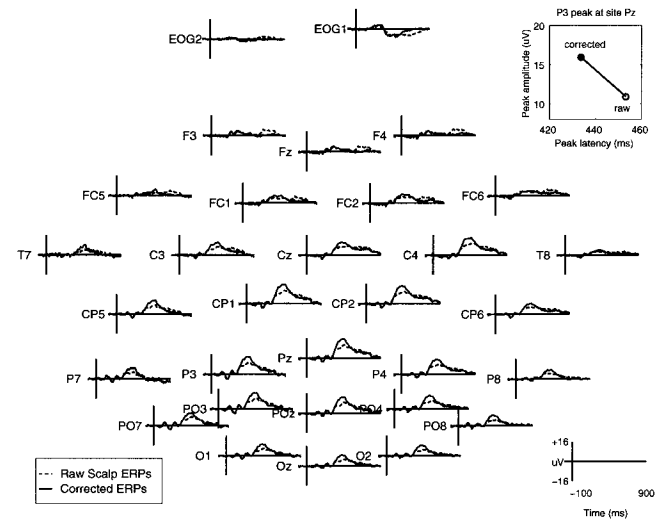 P3 peak at site Pz
20
15
10
Peak amplitude (uV)
corrected
raw
420 440 460
Peak latency (ms)
EOG2
EOG1
F3
Fz
F4
FC5
FC1
FC2
FC6
T7
C3
Cz
C4
T8
CP5
CP1
CP2
CP6
P7
P3
Pz
P4
P8
PO7
PO3
PO2
PO4
PO8
O1
Oz
O2
Raw Scalp ERPs
Corrected ERPs
+16
uV
−16
−100 900
Time (ms)